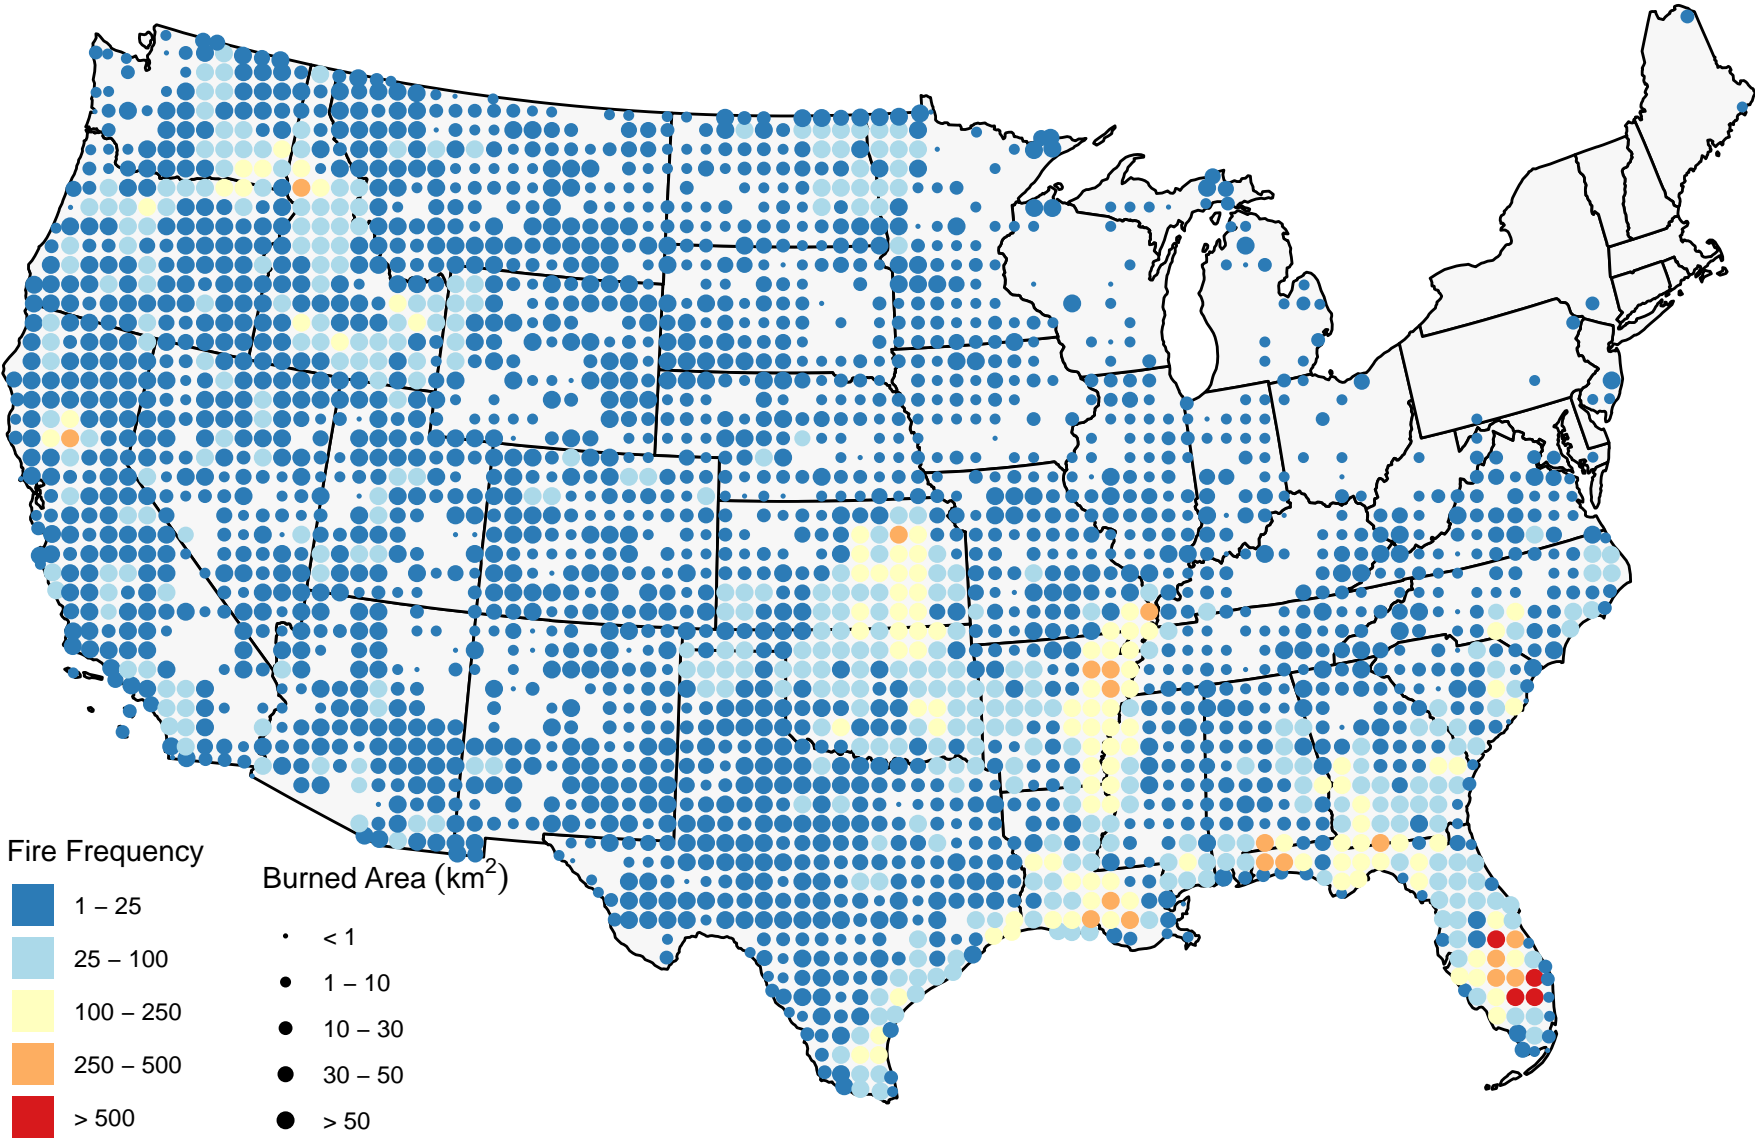 Fire Frequency
1 – 25
25 – 100
100 – 250
250 – 500
> 500
Burned Area (km²)
< 1
1 – 10
10 – 30
30 – 50
> 50